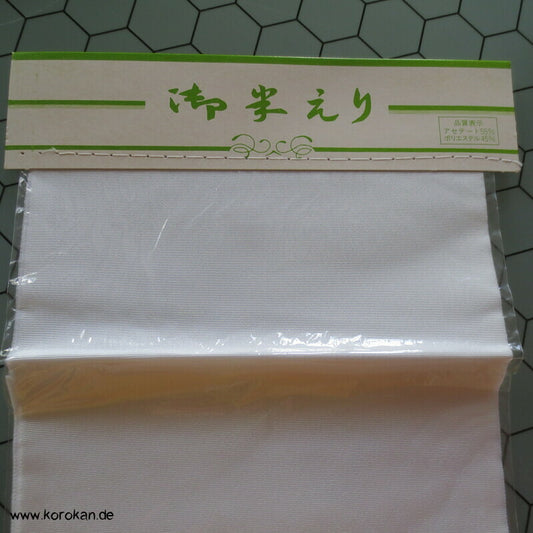 御半えり
品質表示
アセテート55%
ポリエステル45%
www.korokan.de